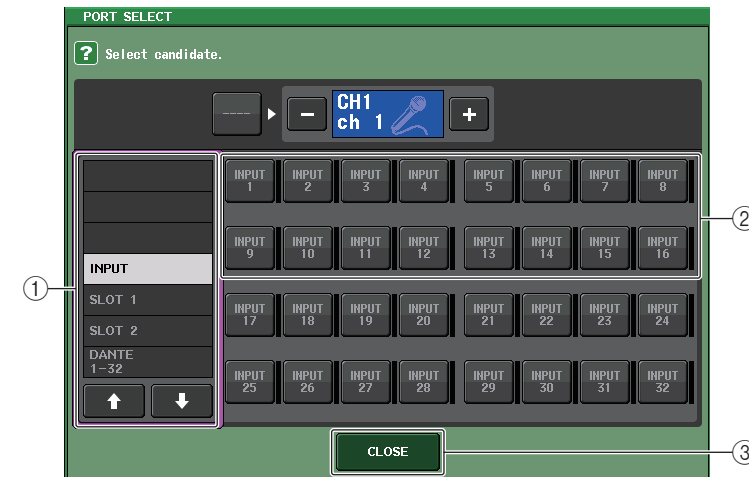 PORT SELECT
? Select candidate.
---- CH1
ch 1
INPUT
SLOT 1
SLOT 2
DANTE
1-32
INPUT 1 INPUT 2 INPUT 3 INPUT 4 INPUT 5 INPUT 6 INPUT 7 INPUT 8
INPUT 9 INPUT 10 INPUT 11 INPUT 12 INPUT 13 INPUT 14 INPUT 15 INPUT 16
INPUT 17 INPUT 18 INPUT 19 INPUT 20 INPUT 21 INPUT 22 INPUT 23 INPUT 24
INPUT 25 INPUT 26 INPUT 27 INPUT 28 INPUT 29 INPUT 30 INPUT 31 INPUT 32
CLOSE
1
2
3